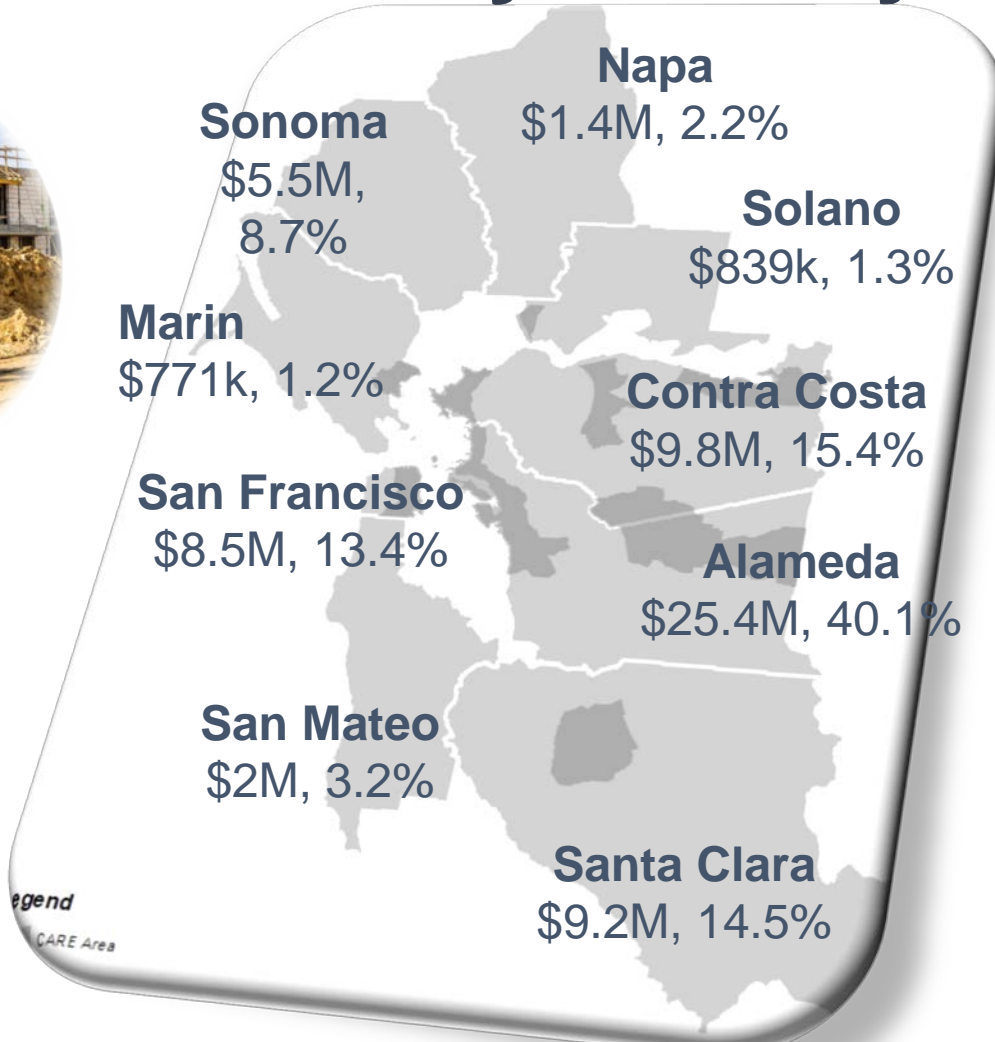 Napa
$1.4M, 2.2%
Sonoma
$5.5M,
8.7%
Solano
$839k, 1.3%
Marin
$771k, 1.2%
Contra Costa
$9.8M, 15.4%
San Francisco
$8.5M, 13.4%
Alameda
$25.4M, 40.1%
San Mateo
$2M, 3.2%
Santa Clara
$9.2M, 14.5%
egend
CARE Area